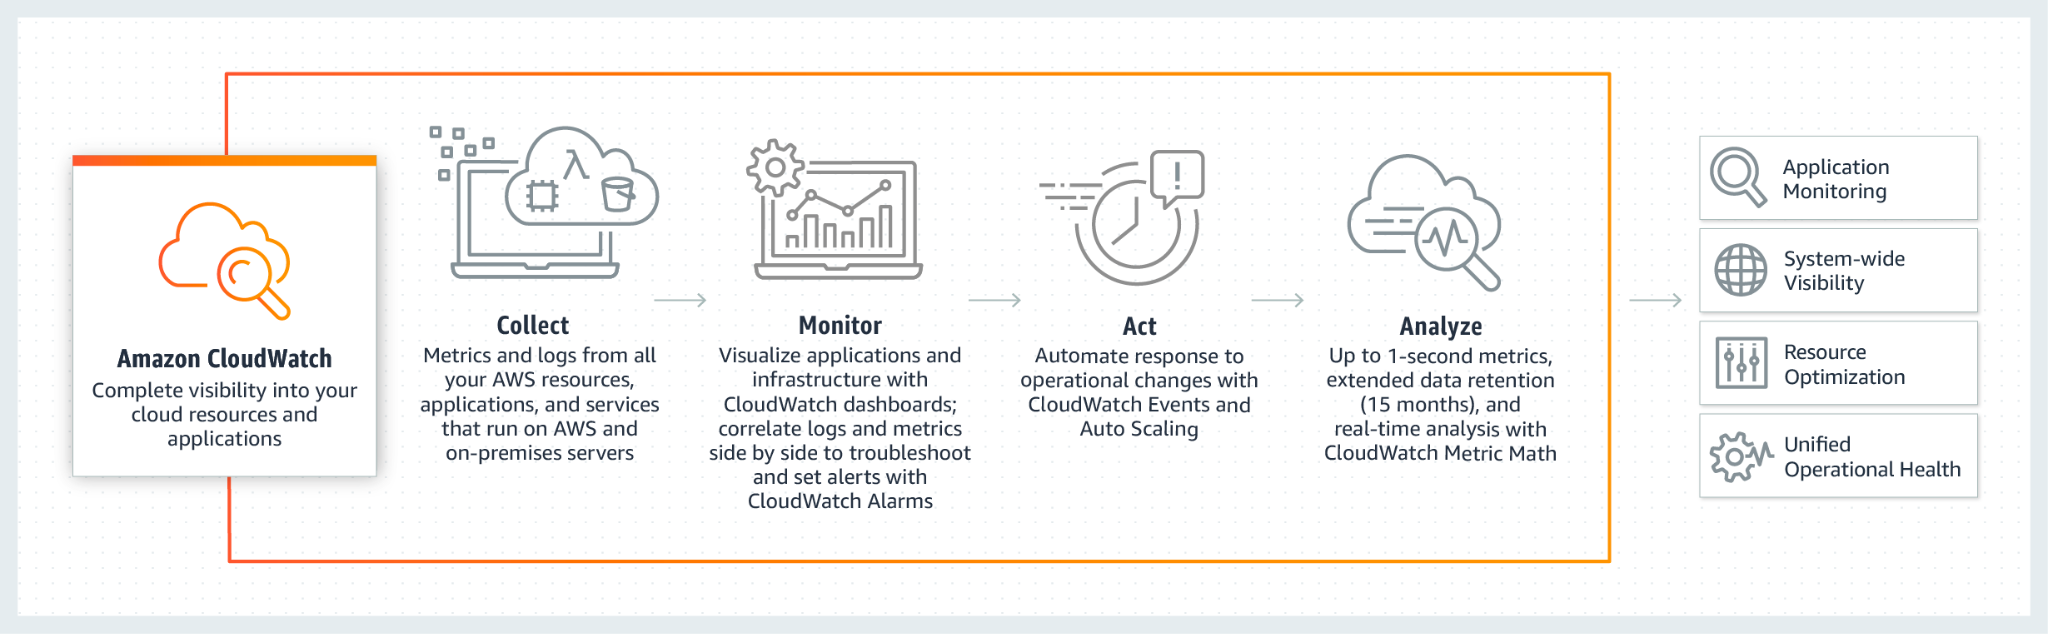 Amazon CloudWatch
Complete visibility into your
cloud resources and
applications
Collect
Metrics and logs from all
your AWS resources,
applications, and services
that run on AWS and
on-premises servers
Monitor
Visualize applications and
infrastructure with
CloudWatch dashboards;
correlate logs and metrics
side by side to troubleshoot
and set alerts with
CloudWatch Alarms
Act
Automate response to
operational changes with
CloudWatch Events and
Auto Scaling
Analyze
Up to 1-second metrics,
extended data retention
(15 months), and
real-time analysis with
CloudWatch Metric Math
Application
Monitoring
System-wide
Visibility
Resource
Optimization
Unified
Operational Health